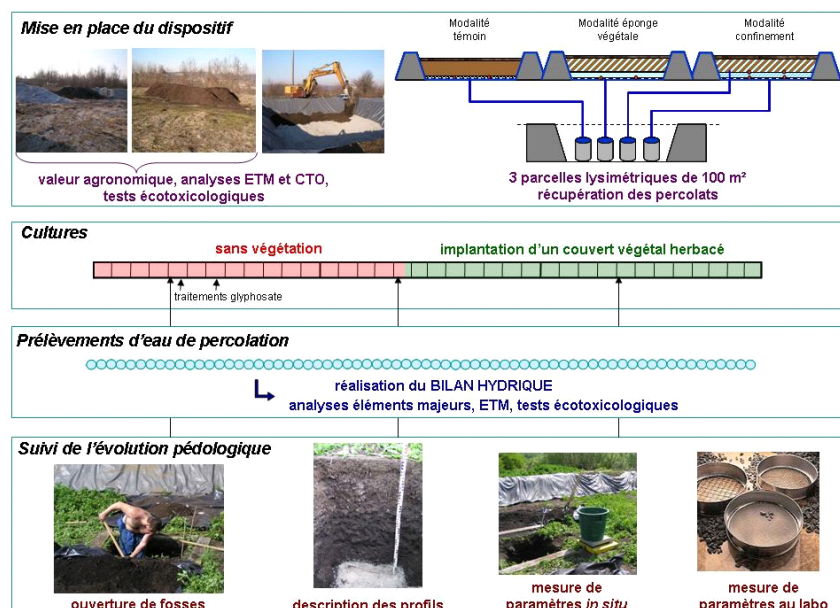 Mise en place du dispositif
Modalité
témoin
Modalité éponge
végétale
Modalité
confinement
valeur agronomique, analyses ETM et CTO,
tests écotoxicologiques
3 parcelles lysimétriques de 100 m²
récupération des percolats
Cultures
sans végétation
implantation d'un couvert végétal herbacé
traitements glyphosate
Prélèvements d'eau de percolation
réalisation du BILAN HYDRIQUE
analyses éléments majeurs, ETM, tests écotoxicologiques
Suivi de l'évolution pédologique
ouverture de fosses
description des profils
mesure de
paramètres in situ
mesure de
paramètres au labo